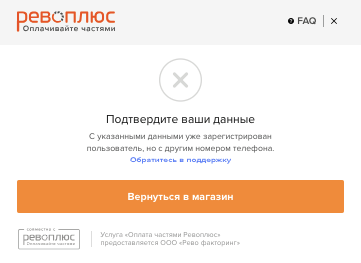 ревоплюс
Оплачивайте частями
? FAQ
Подтвердите ваши данные
С указанными данными уже зарегистрирован
пользователь, но с другим номером телефона.
Обратитесь в поддержку
Вернуться в магазин
совместно с
ревоплюс
Оплачивайте частями
Услуга «Оплата частями Ревоплюс»
предоставляется ООО «Рево факторинг»